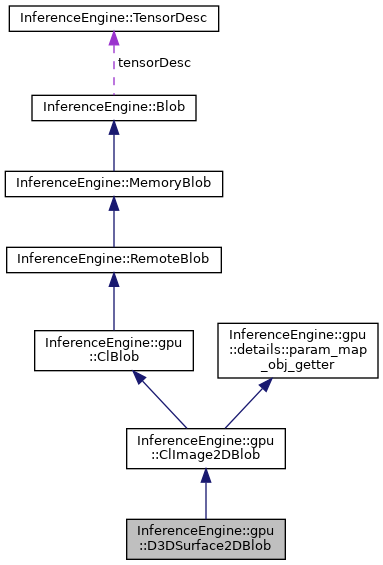 InferenceEngine::TensorDesc
tensorDesc
InferenceEngine::Blob
InferenceEngine::MemoryBlob
InferenceEngine::RemoteBlob
InferenceEngine::gpu
::ClBlob
InferenceEngine::gpu
::details::param_map
_obj_getter
InferenceEngine::gpu
::ClImage2DBlob
InferenceEngine::gpu
::D3DSurface2DBlob